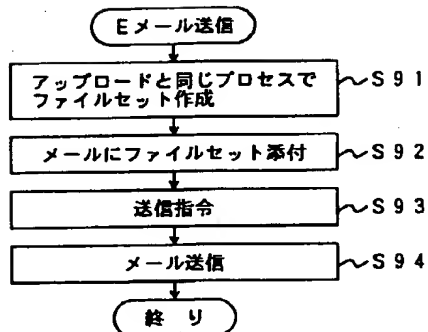 Eメール送信
アップロードと同じプロセスで S91
ファイルセット作成
メールにファイルセット添付 S92
送信指令 S93
メール送信 S94
終り